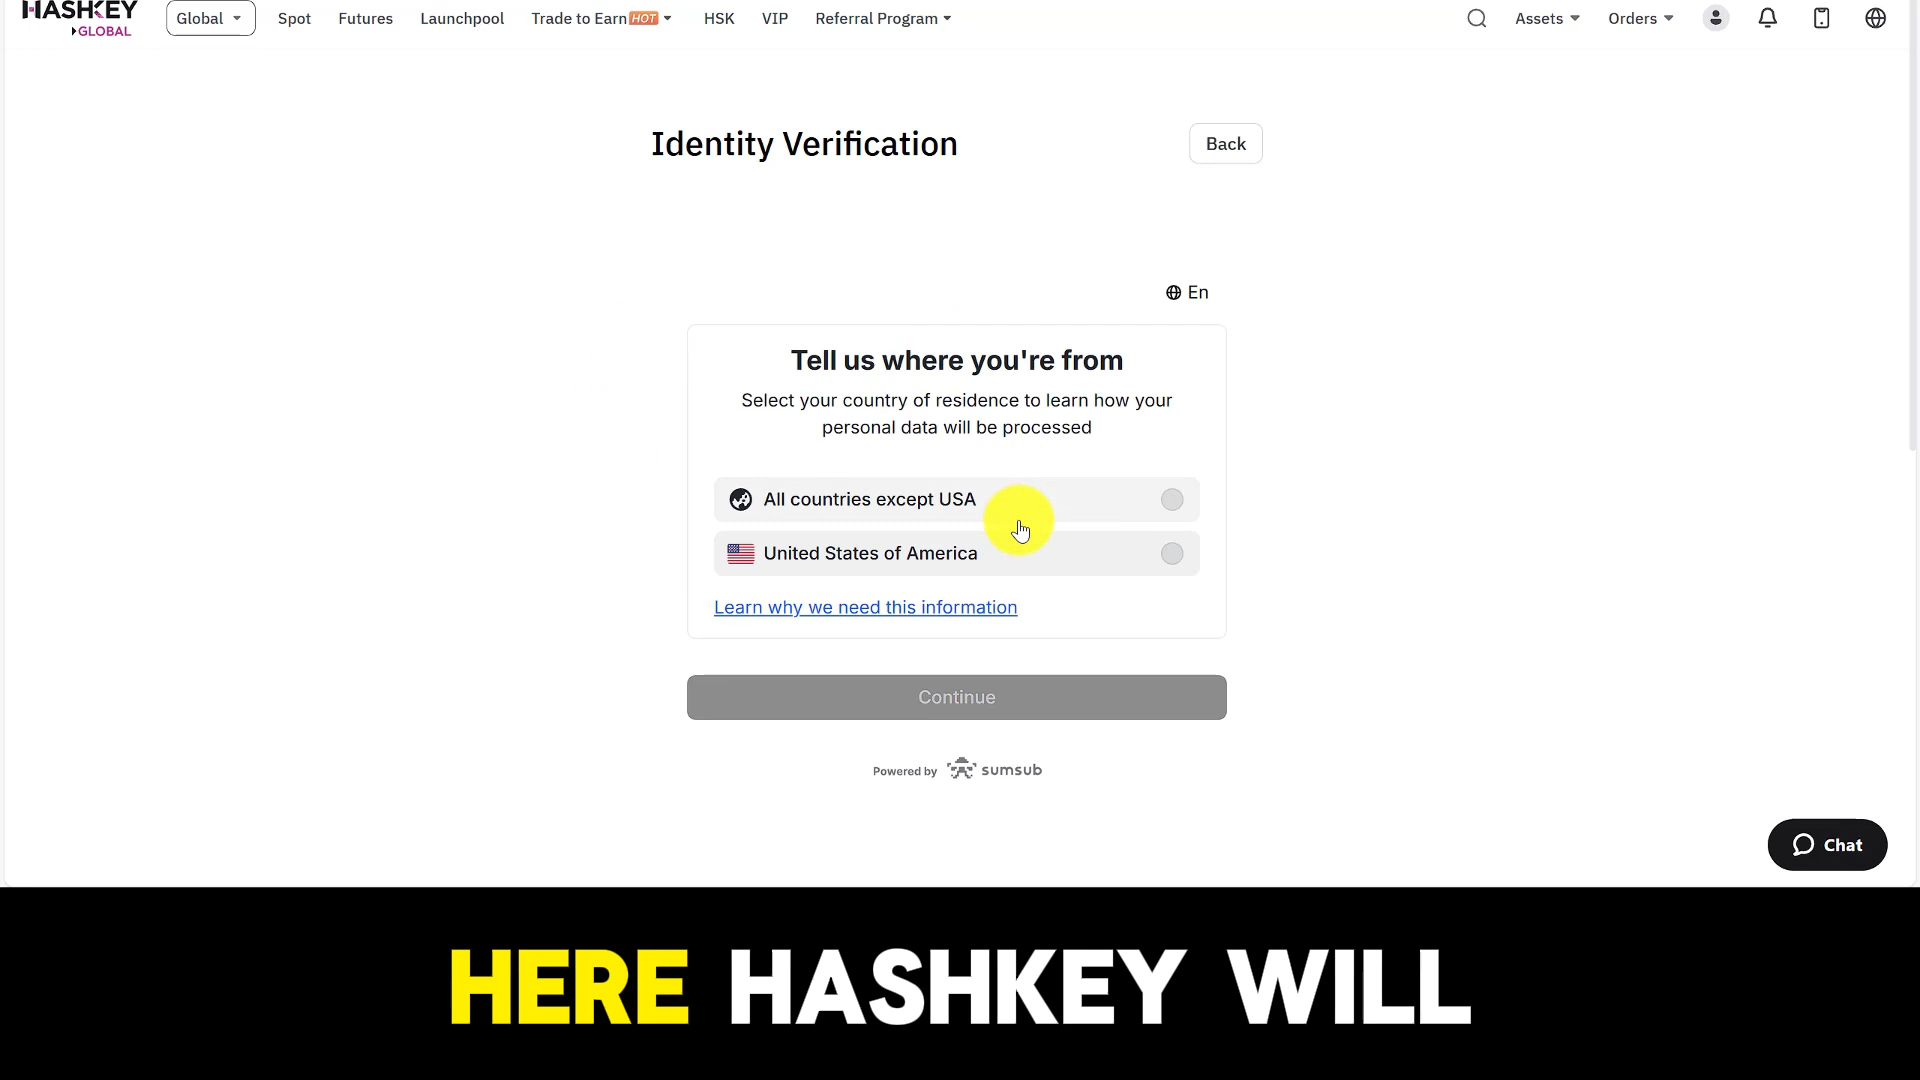 HASHKEY
GLOBAL
Global
Spot
Futures
Launchpool
Trade to Earn HOT
HSK
VIP
Referral Program
Assets
Orders
Identity Verification
Back
En
Tell us where you're from
Select your country of residence to learn how your
personal data will be processed
All countries except USA
United States of America
Learn why we need this information
Continue
Powered by sumsub
Chat
HERE HASHKEY WILL